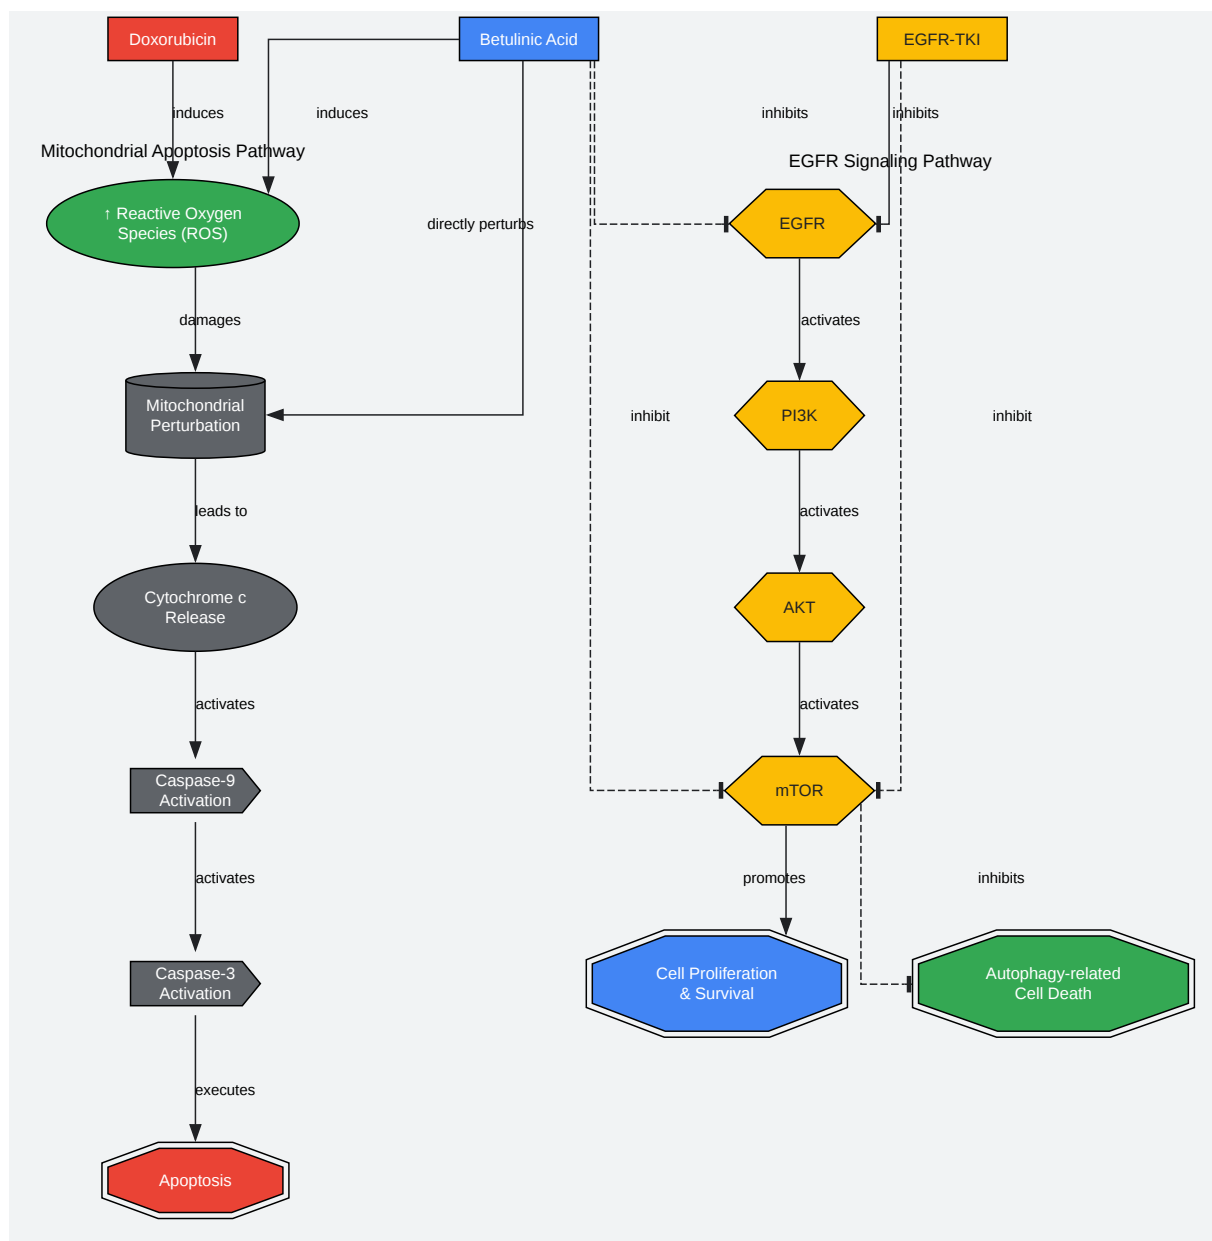 Doxorubicin
Betulinic Acid
EGFR-TKI
induces
induces
inhibits
inhibits
Mitochondrial Apoptosis Pathway
EGFR Signaling Pathway
↑ Reactive Oxygen
Species (ROS)
directly perturbs
EGFR
damages
activates
Mitochondrial
Perturbation
inhibit
PI3K
inhibit
leads to
activates
Cytochrome c
Release
AKT
activates
activates
Caspase-9
Activation
mTOR
activates
promotes
inhibits
Caspase-3
Activation
Cell Proliferation
& Survival
Autophagy-related
Cell Death
executes
Apoptosis